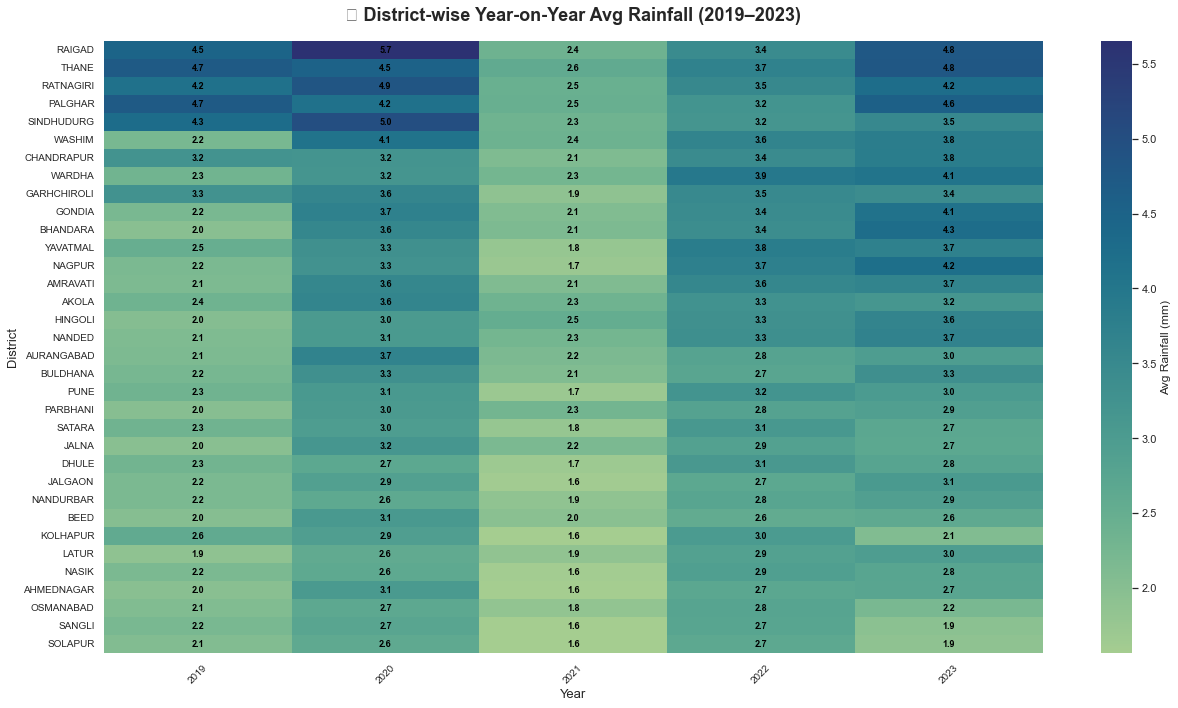 District-wise Year-on-Year Avg Rainfall (2019–2023)
RAIGAD 4.5 5.7 2.4 3.4 4.8
THANE 4.7 4.5 2.6 3.7 4.8
RATNAGIRI 4.2 4.9 2.5 3.5 4.2
PALGHAR 4.7 4.2 2.5 3.2 4.6
SINDHUDURG 4.3 5.0 2.3 3.2 3.5
WASHIM 2.2 4.1 2.4 3.6 3.8
CHANDRAPUR 3.2 3.2 2.1 3.4 3.8
WARDHA 2.3 3.2 2.3 3.9 4.1
GARHCHIROLI 3.3 3.6 1.9 3.5 3.4
GONDIA 2.2 3.7 2.1 3.4 4.1
BHANDARA 2.0 3.6 2.1 3.4 4.3
YAVATMAL 2.5 3.3 1.8 3.8 3.7
NAGPUR 2.2 3.3 1.7 3.7 4.2
AMRAVATI 2.1 3.6 2.1 3.6 3.7
AKOLA 2.4 3.6 2.3 3.3 3.2
HINGOLI 2.0 3.0 2.5 3.3 3.6
NANDED 2.1 3.1 2.3 3.3 3.7
AURANGABAD 2.1 3.7 2.2 2.8 3.0
BULDHANA 2.2 3.3 2.1 2.7 3.3
PUNE 2.3 3.1 1.7 3.2 3.0
PARBHANI 2.0 3.0 2.3 2.8 2.9
SATARA 2.3 3.0 1.8 3.1 2.7
JALNA 2.0 3.2 2.2 2.9 2.7
DHULE 2.3 2.7 1.7 3.1 2.8
JALGAON 2.2 2.9 1.6 2.7 3.1
NANDURBAR 2.2 2.6 1.9 2.8 2.9
BEED 2.0 3.1 2.0 2.6 2.6
KOLHAPUR 2.6 2.9 1.6 3.0 2.1
LATUR 1.9 2.6 1.9 2.9 3.0
NASIK 2.2 2.6 1.6 2.9 2.8
AHMEDNAGAR 2.0 3.1 1.6 2.7 2.7
OSMANABAD 2.1 2.7 1.8 2.8 2.2
SANGLI 2.2 2.7 1.6 2.7 1.9
SOLAPUR 2.1 2.6 1.6 2.7 1.9
District
2019 2020 2021 2022 2023
Year
5.5
5.0
4.5
4.0
3.5
3.0
2.5
2.0
Avg Rainfall (mm)